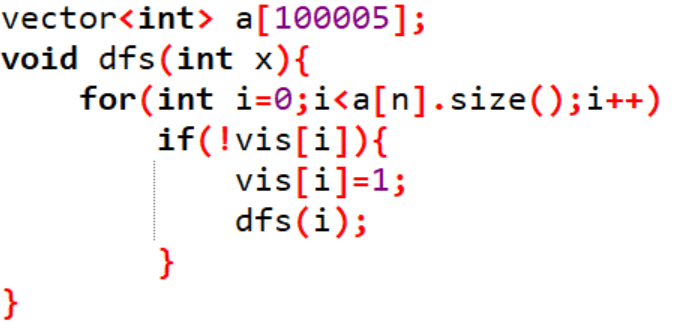 vector<int> a[100005];
void dfs(int x){
    for(int i=0;i<a[n].size();i++)
        if(!vis[i]){
            vis[i]=1;
            dfs(i);
        }
}